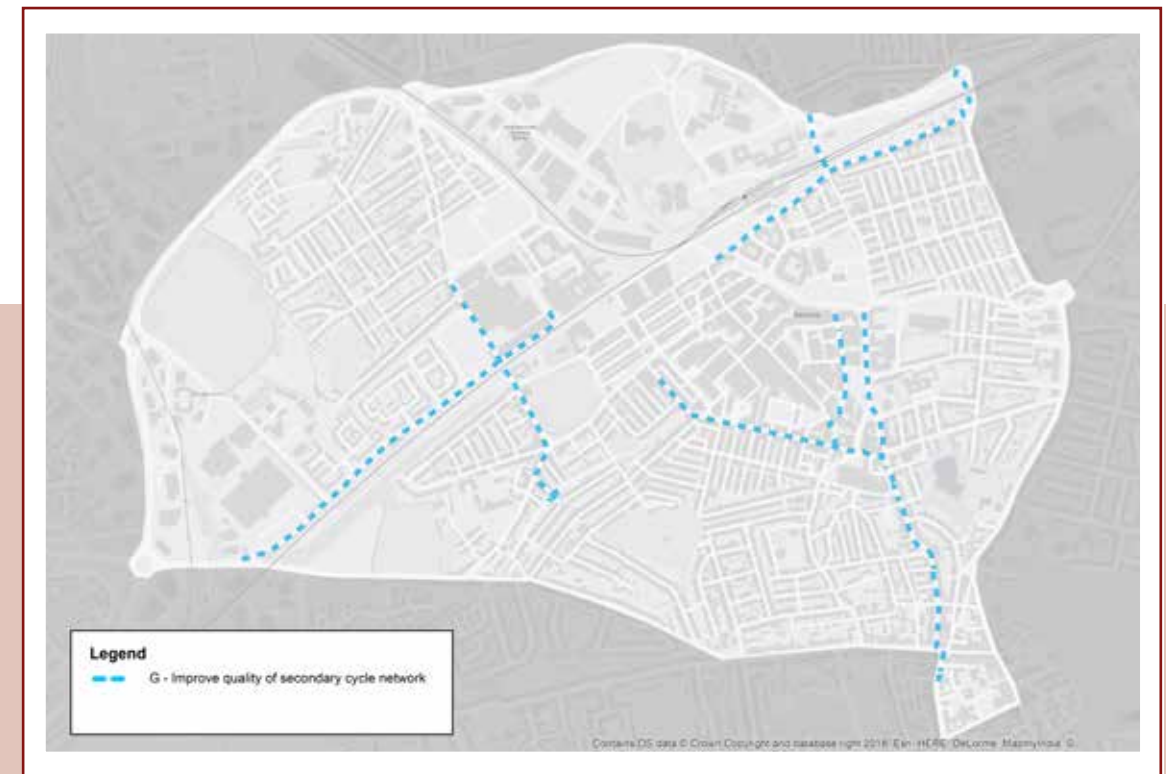 Legend
G - Improve quality of secondary cycle network
Contains OS data © Crown Copyright and database right 2016 Esri, HERE, DeLorme, MapmyIndia, ©